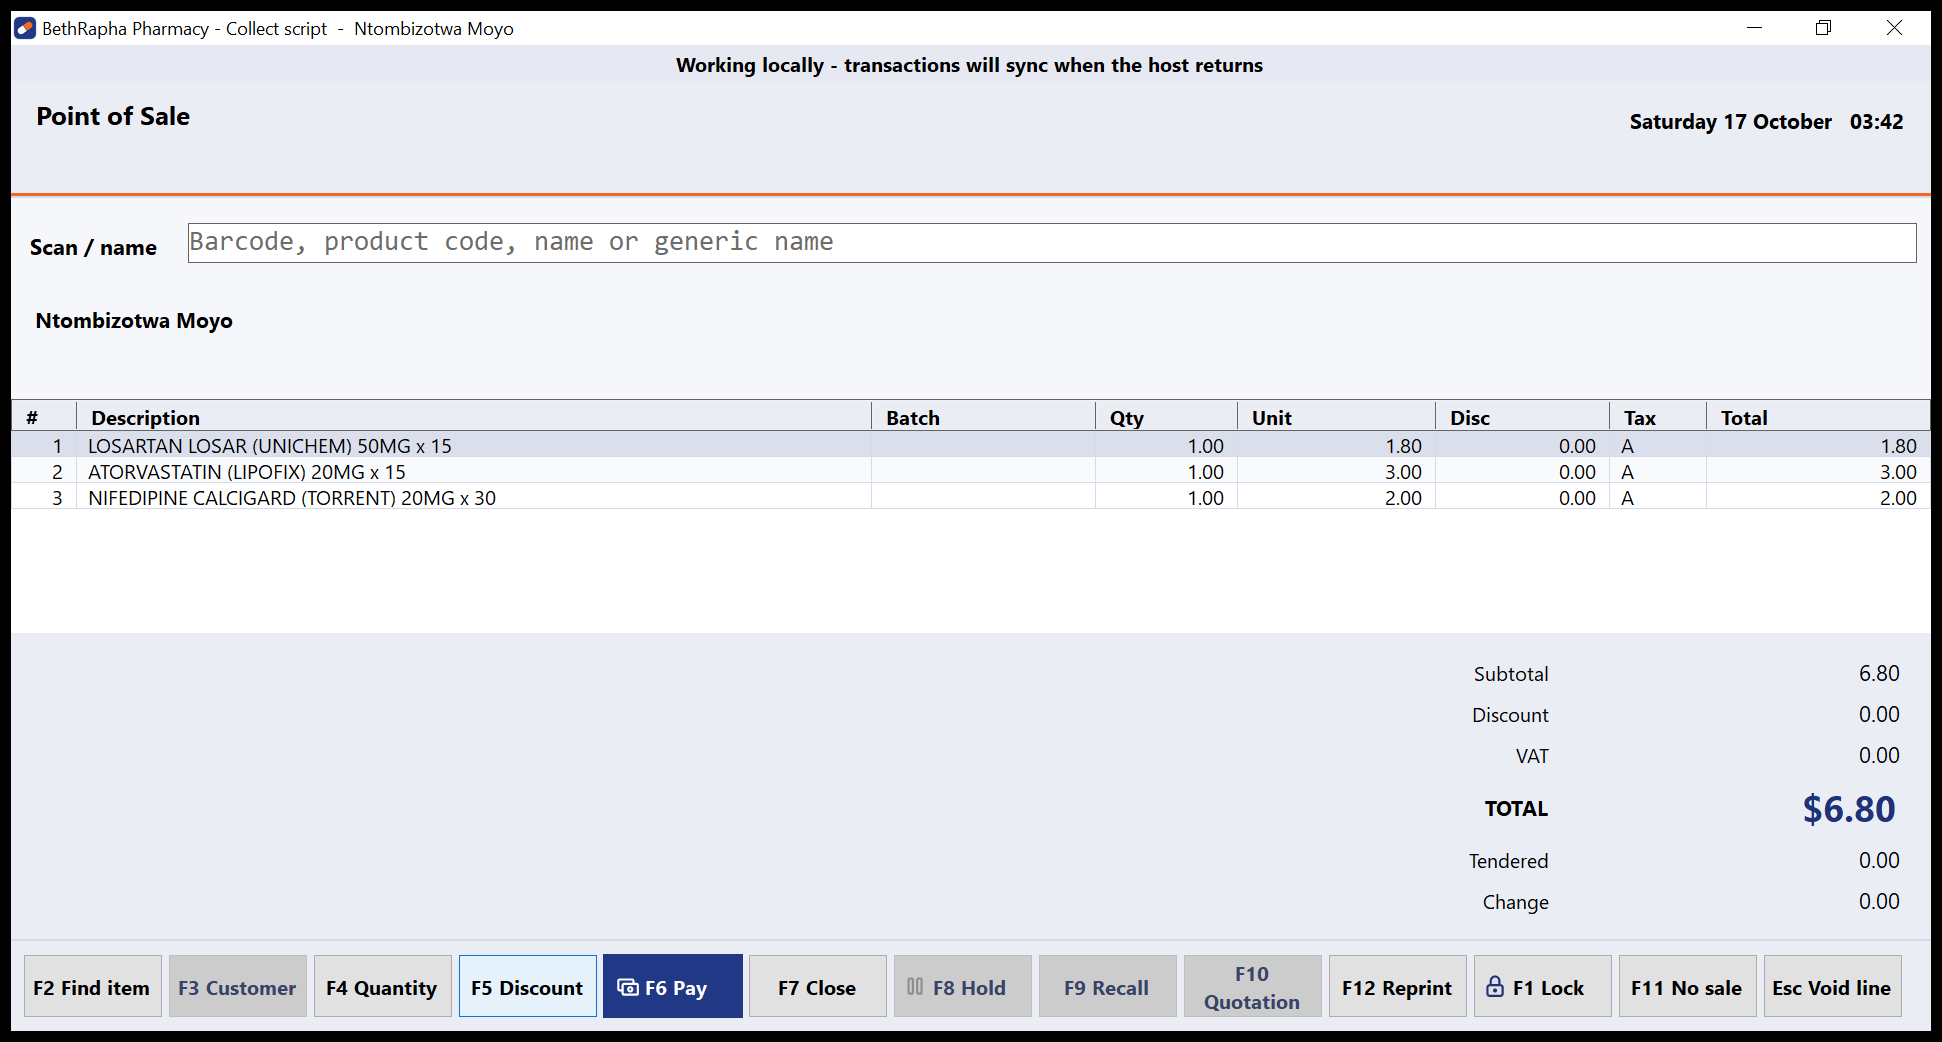 BethRapha Pharmacy - Collect script - Ntombizotwa Moyo
Working locally - transactions will sync when the host returns
Point of Sale
Saturday 17 October 03:42
Scan / name
Barcode, product code, name or generic name
Ntombizotwa Moyo
# Description Batch Qty Unit Disc Tax Total
1 LOSARTAN LOSAR (UNICHEM) 50MG x 15 1.00 1.80 0.00 A 1.80
2 ATORVASTATIN (LIPOFIX) 20MG x 15 1.00 3.00 0.00 A 3.00
3 NIFEDIPINE CALCIGARD (TORRENT) 20MG x 30 1.00 2.00 0.00 A 2.00
Subtotal 6.80
Discount 0.00
VAT 0.00
TOTAL $6.80
Tendered 0.00
Change 0.00
F2 Find item
F3 Customer
F4 Quantity
F5 Discount
F6 Pay
F7 Close
F8 Hold
F9 Recall
F10
Quotation
F12 Reprint
F1 Lock
F11 No sale
Esc Void line